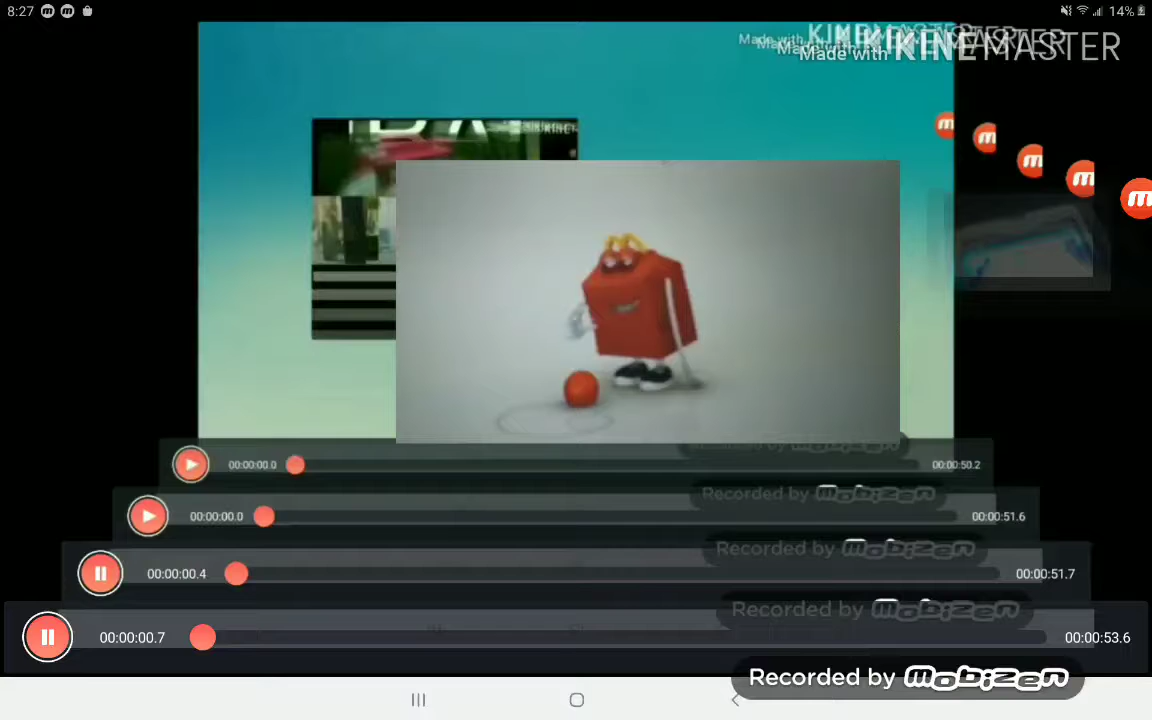 8:27
14%
Made with KINEMASTER
00:00:00.0
00:00:50.2
Recorded by mobizen
00:00:00.0
00:00:51.6
Recorded by mobizen
00:00:00.4
00:00:51.7
Recorded by mobizen
00:00:00.7
00:00:53.6
Recorded by mobizen